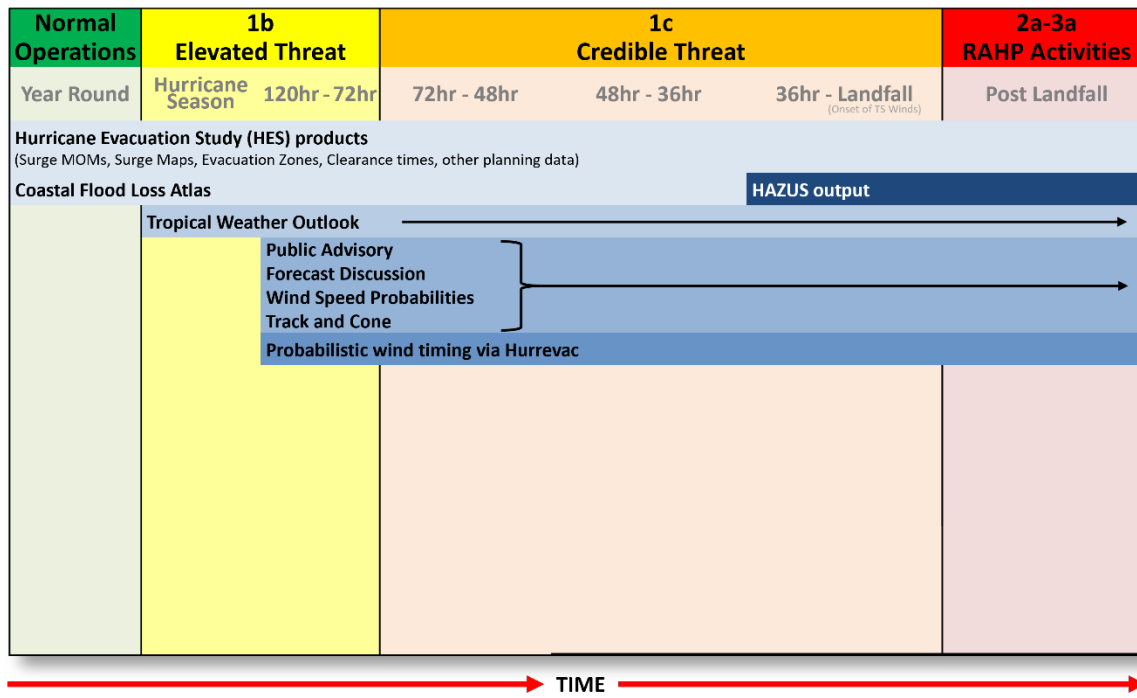 Normal Operations
1b
Elevated Threat
1c
Credible Threat
2a-3a
RAHP Activities
Year Round
Hurricane Season
120hr - 72hr
72hr - 48hr
48hr - 36hr
36hr - Landfall
(Onset of TS Winds)
Post Landfall
Hurricane Evacuation Study (HES) products
(Surge MOMs, Surge Maps, Evacuation Zones, Clearance times, other planning data)
Coastal Flood Loss Atlas
HAZUS output
Tropical Weather Outlook
Public Advisory
Forecast Discussion
Wind Speed Probabilities
Track and Cone
Probabilistic wind timing via Hurrevac
TIME